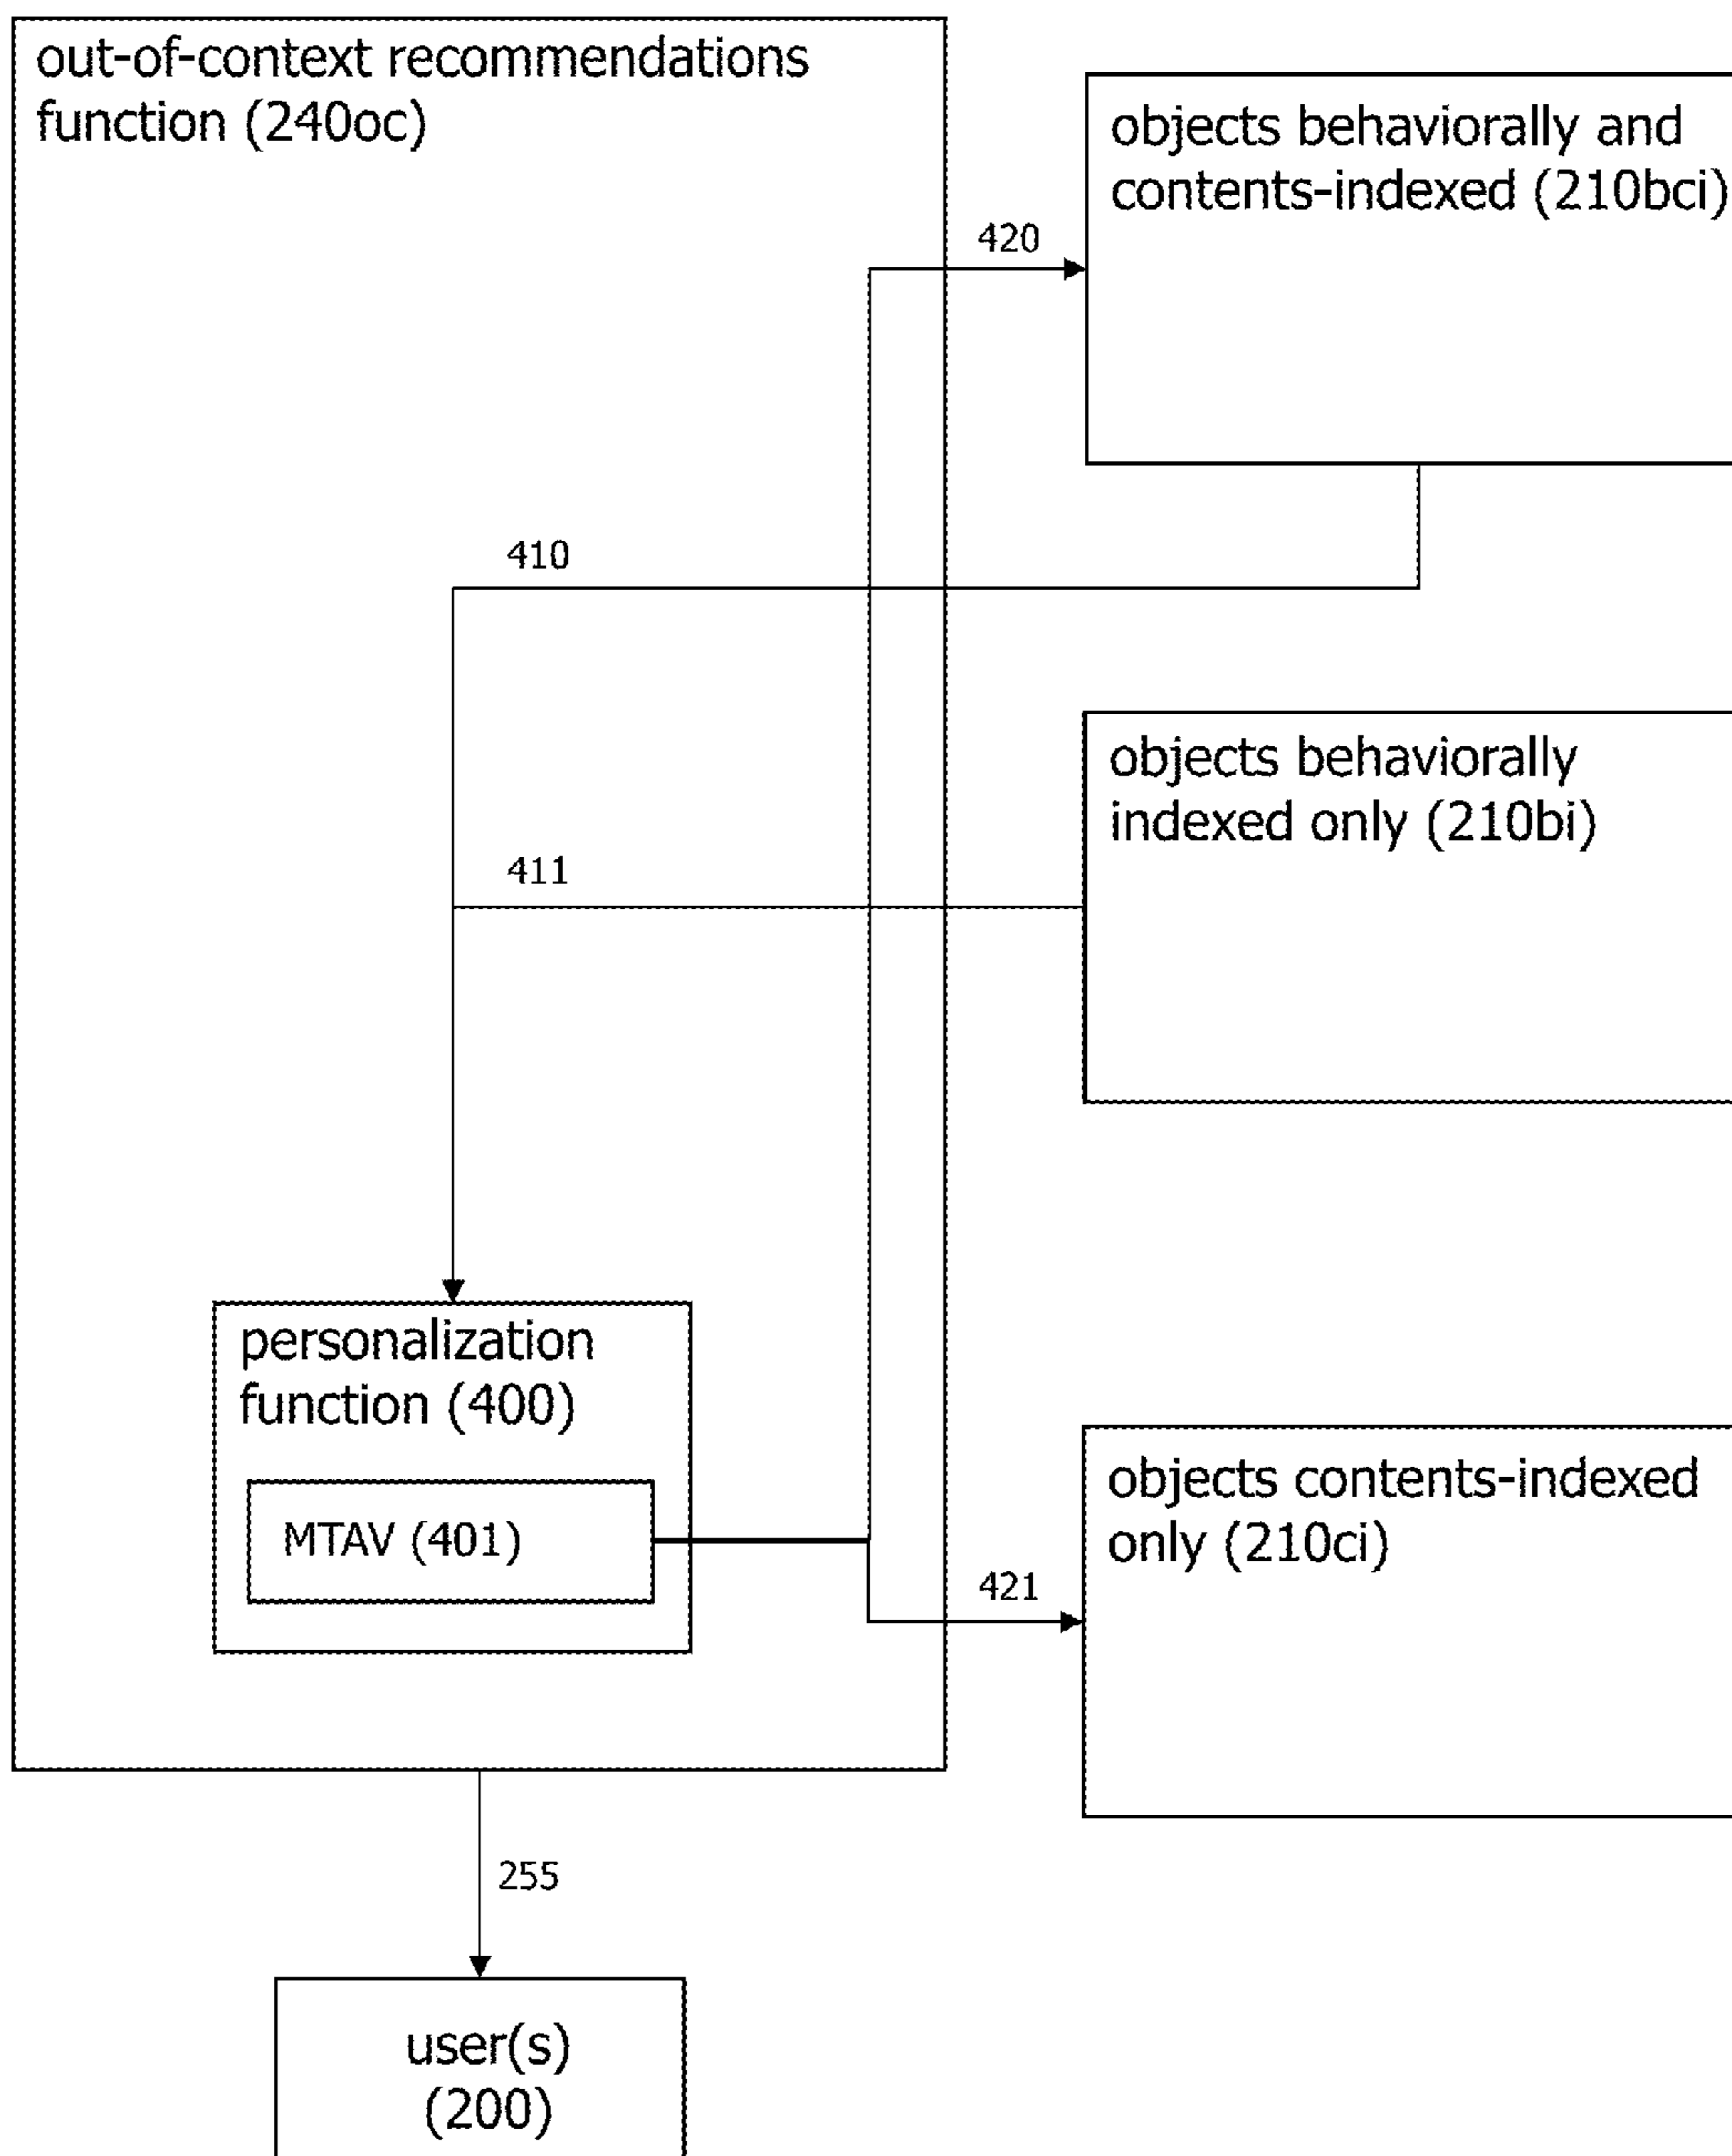 out-of-context recommendations
function (240oc)
objects behaviorally and
contents-indexed (210bci)
420
410
objects behaviorally
indexed only (210bi)
411
personalization
function (400)
MTAV (401)
objects contents-indexed
only (210ci)
421
255
user(s)
(200)